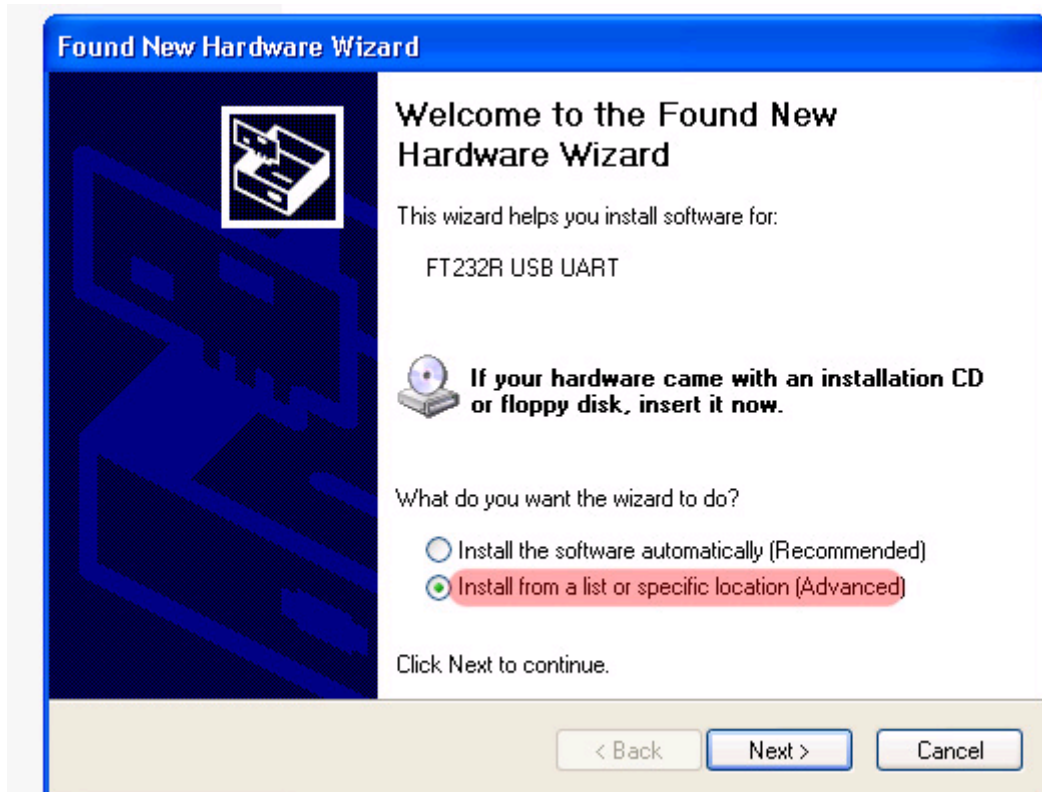 Found New Hardware Wizard
Welcome to the Found New
Hardware Wizard
This wizard helps you install software for:
FT232R USB UART
If your hardware came with an installation CD
or floppy disk, insert it now.
What do you want the wizard to do?
Install the software automatically (Recommended)
Install from a list or specific location (Advanced)
Click Next to continue.
< Back Next > Cancel